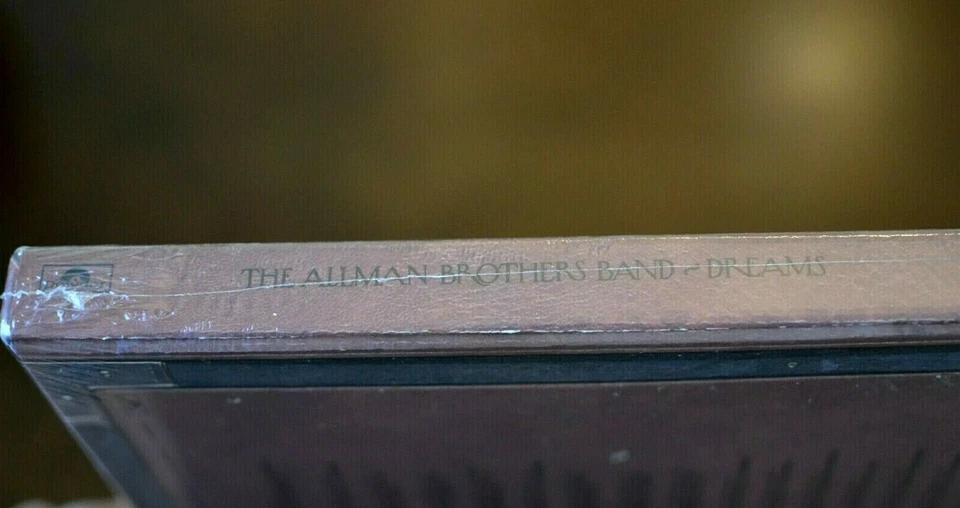 THE ALLMAN BROTHERS BAND ~ DREAMS